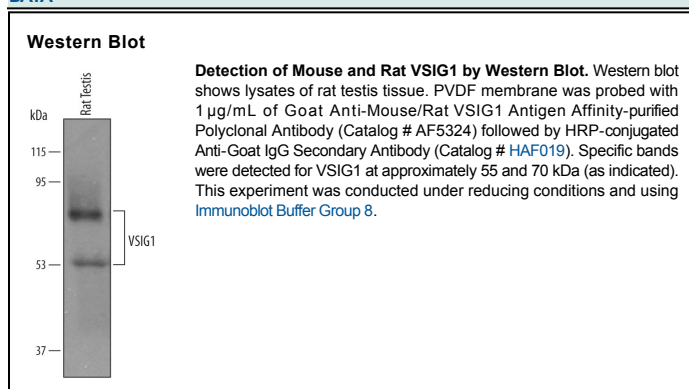 DATA
Western Blot
Rat Testis
kDa
115
95
53
37
VSIG1
Detection of Mouse and Rat VSIG1 by Western Blot. Western blot
shows lysates of rat testis tissue. PVDF membrane was probed with
1 µg/mL of Goat Anti-Mouse/Rat VSIG1 Antigen Affinity-purified
Polyclonal Antibody (Catalog # AF5324) followed by HRP-conjugated
Anti-Goat IgG Secondary Antibody (Catalog # HAF019). Specific bands
were detected for VSIG1 at approximately 55 and 70 kDa (as indicated).
This experiment was conducted under reducing conditions and using
Immunoblot Buffer Group 8.